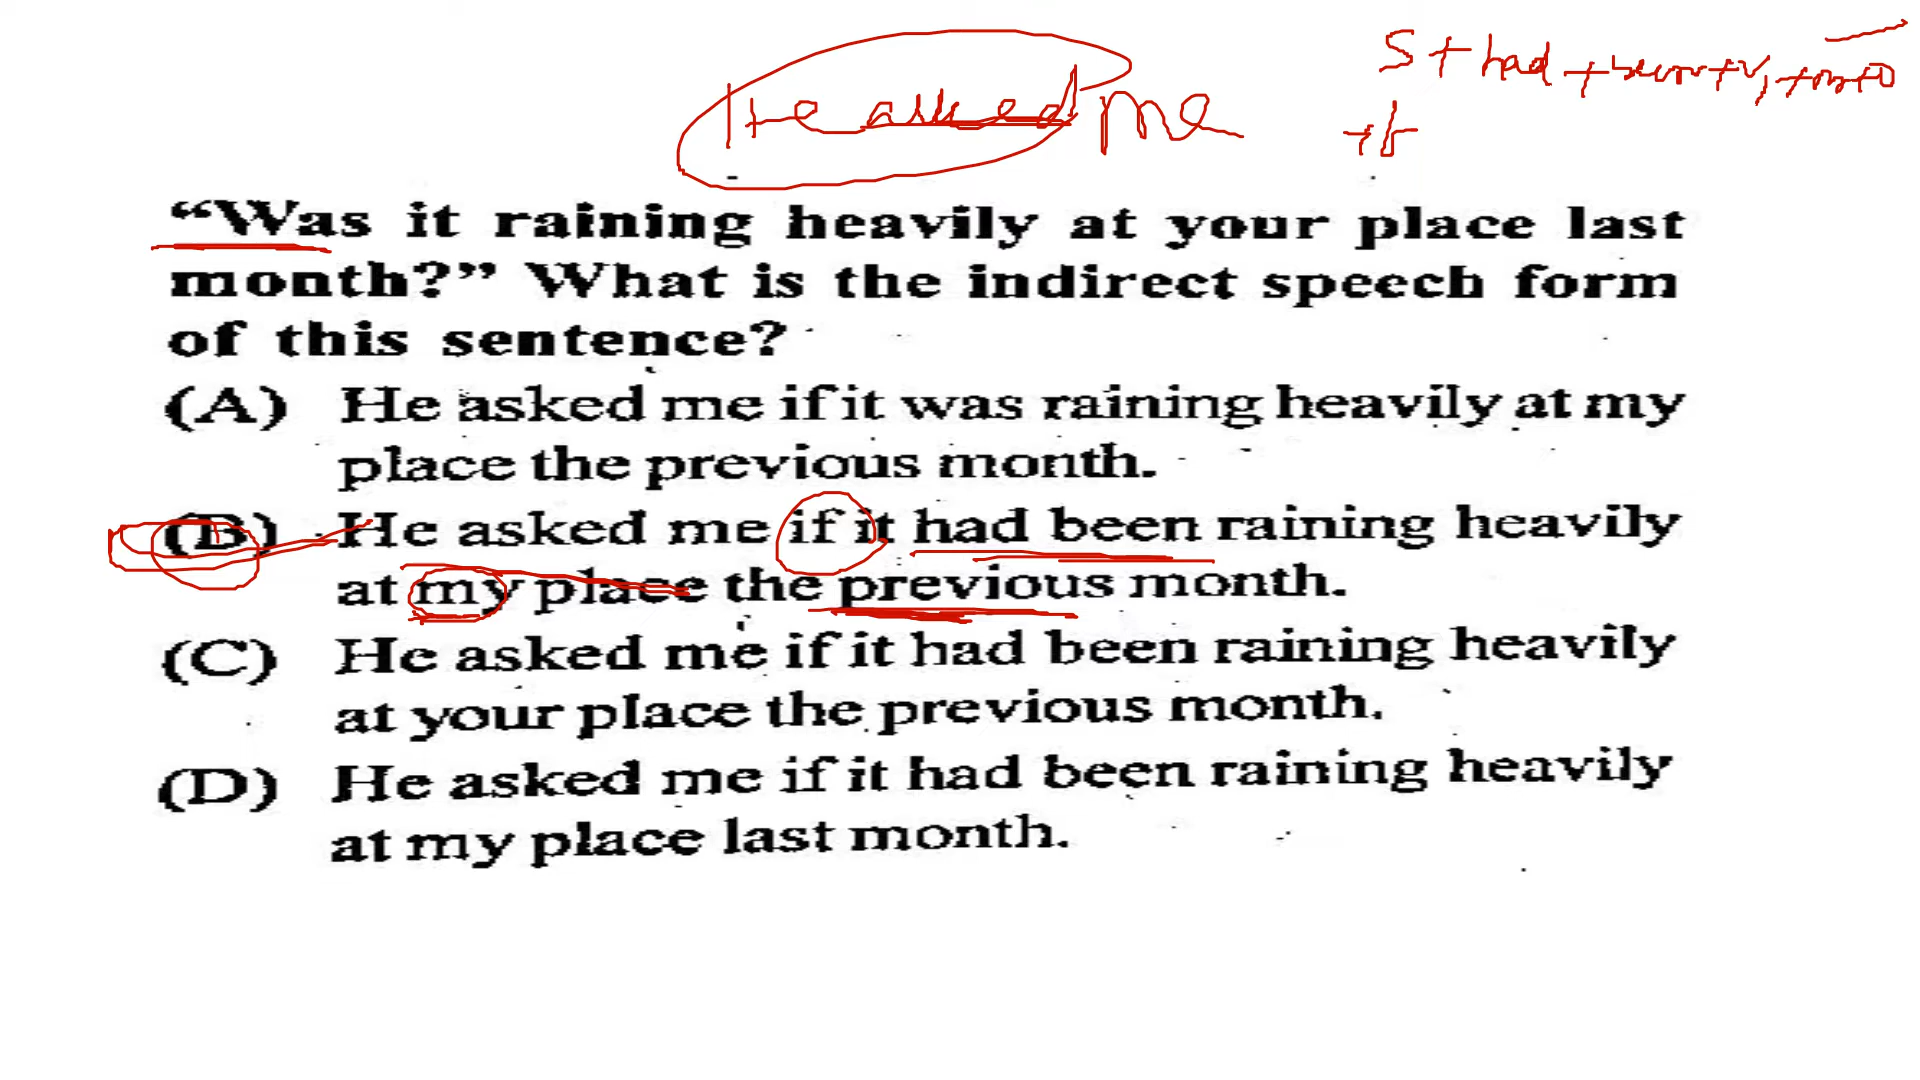 He asked me
S + had + been + v1 + ing + O
"Was it raining heavily at your place last
month?" What is the indirect speech form
of this sentence?
(A) He asked me if it was raining heavily at my
place the previous month.
(B) He asked me if it had been raining heavily
at my place the previous month.
(C) He asked me if it had been raining heavily
at your place the previous month.
(D) He asked me if it had been raining heavily
at my place last month.